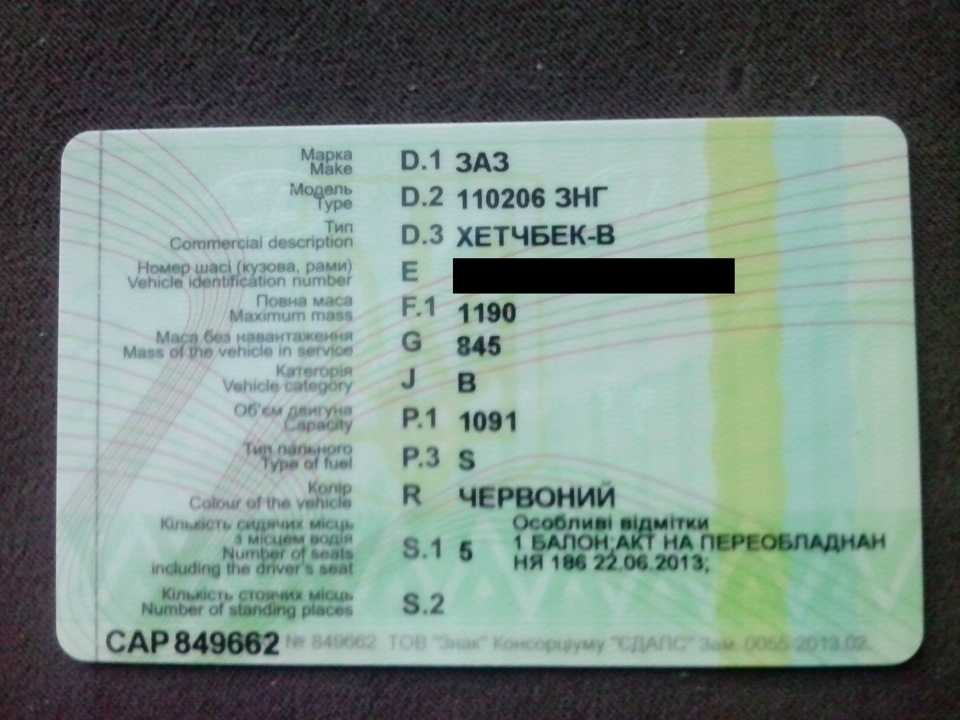 Марка
Make
D.1 ЗАЗ
Модель
Type
D.2 110206 ЗНГ
Тип
Commercial description
D.3 ХЕТЧБЕК-В
Номер шасі (кузова, рами)
Vehicle identification number
E
Повна маса
Maximum mass
F.1 1190
Маса без навантаження
Mass of the vehicle in service
G 845
Категорія
Vehicle category
J B
Об'єм двигуна
Capacity
P.1 1091
Тип пального
Type of fuel
P.3 S
Колір
Colour of the vehicle
R ЧЕРВОНИЙ
Кількість сидячих місць
з місцем водія
Number of seats
including the driver's seat
S.1 5
Особливі відмітки
1 БАЛОН;АКТ НА ПЕРЕОБЛАДНАН
НЯ 186 22.06.2013;
Кількість стоячих місць
Number of standing places
S.2
САР 849662 № 849662 ТОВ "Знак" Консорціуму "ЄДАПС" Зам. 0055-2013.02.